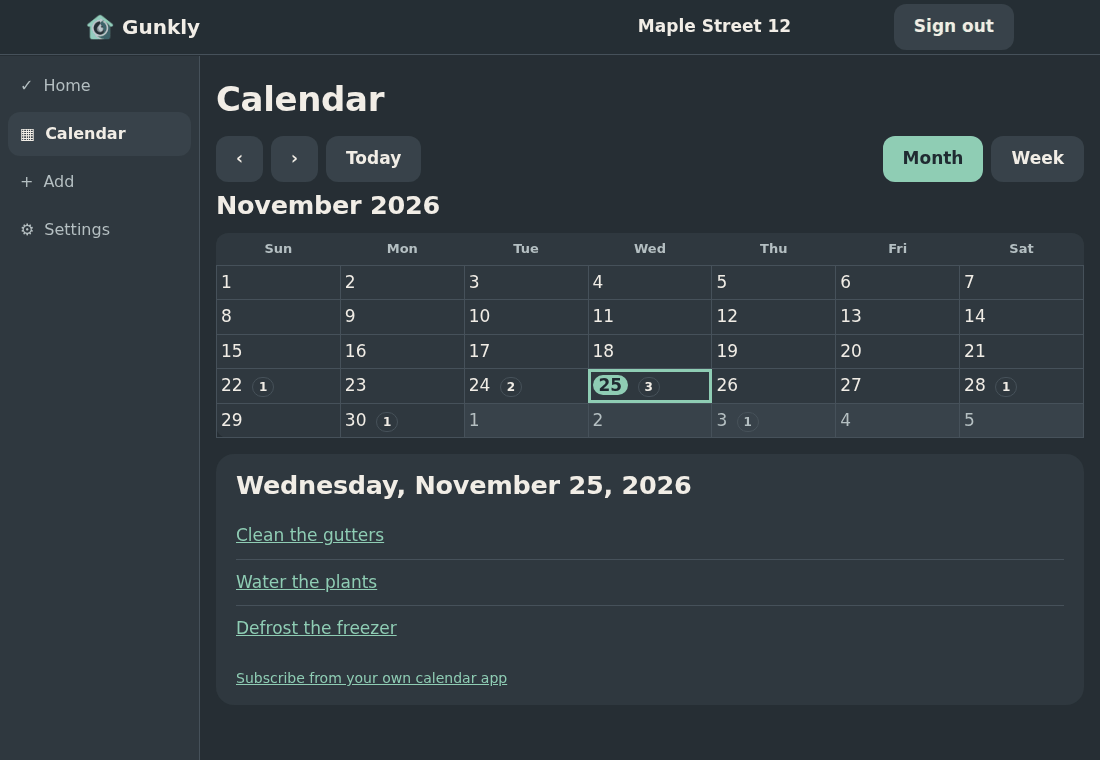 Gunkly
Maple Street 12
Sign out
✓ Home
▦ Calendar
+ Add
⚙ Settings
Calendar
‹ › Today
Month Week
November 2026
Sun Mon Tue Wed Thu Fri Sat
1 2 3 4 5 6 7
8 9 10 11 12 13 14
15 16 17 18 19 20 21
22 1 23 24 2 25 3 26 27 28 1
29 30 1 1 2 3 1 4 5
Wednesday, November 25, 2026
Clean the gutters
Water the plants
Defrost the freezer
Subscribe from your own calendar app